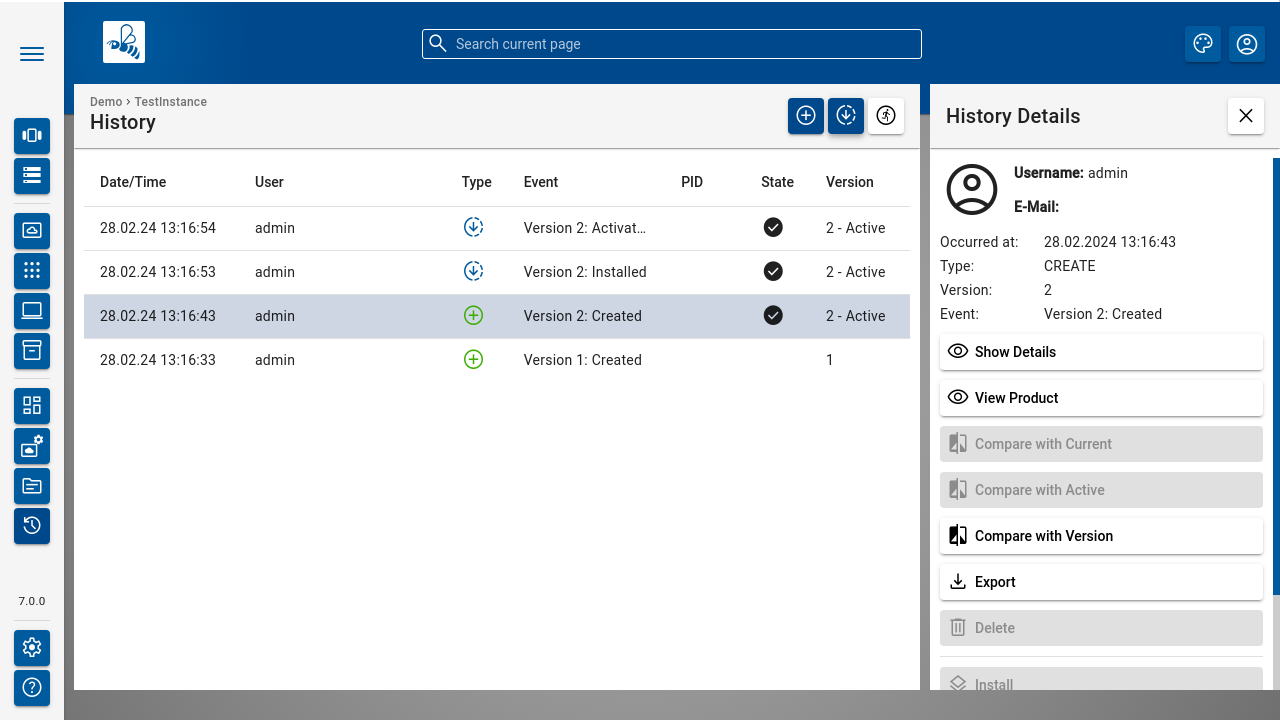 Search current page
Demo › TestInstance
History
Date/Time User Type Event PID State Version
28.02.24 13:16:54 admin Version 2: Activat... 2 - Active
28.02.24 13:16:53 admin Version 2: Installed 2 - Active
28.02.24 13:16:43 admin Version 2: Created 2 - Active
28.02.24 13:16:33 admin Version 1: Created 1
7.0.0
History Details
Username: admin
E-Mail:
Occurred at: 28.02.2024 13:16:43
Type: CREATE
Version: 2
Event: Version 2: Created
Show Details
View Product
Compare with Current
Compare with Active
Compare with Version
Export
Delete
Install